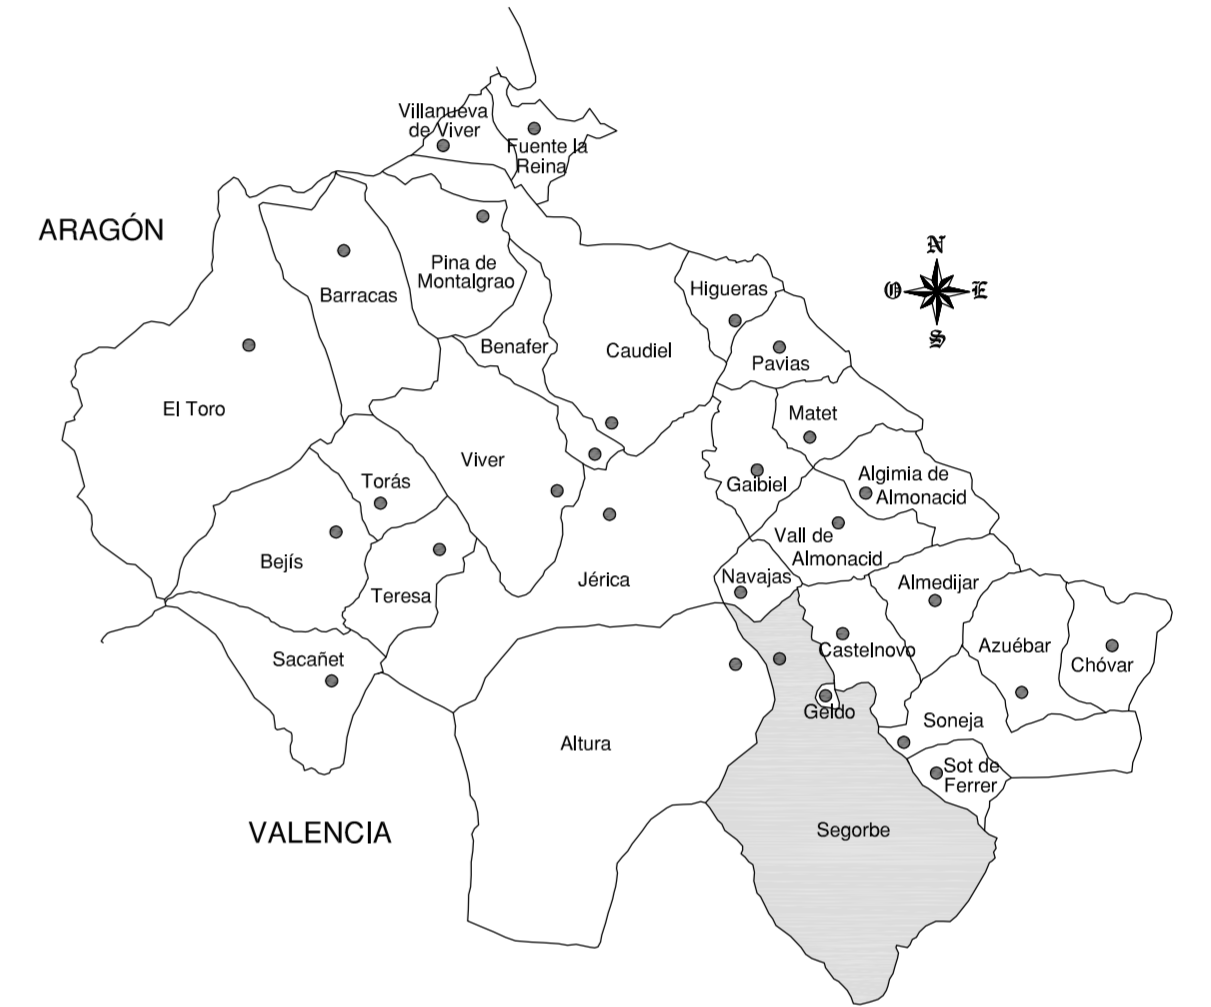 Villanueva
de Viver
Fuente la
Reina
ARAGÓN
N
O
E
S
Pina de
Montalgrao
Barracas
Higueras
Benafer
Caudiel
Pavias
El Toro
Matet
Viver
Torás
Gaibiel
Algimia de
Almonacid
Vall de
Almonacid
Bejís
Teresa
Jérica
Navajas
Almedijar
Sacañet
Castelnovo
Azuébar
Chóvar
Geldo
Soneja
Altura
Sot de
Ferrer
VALENCIA
Segorbe